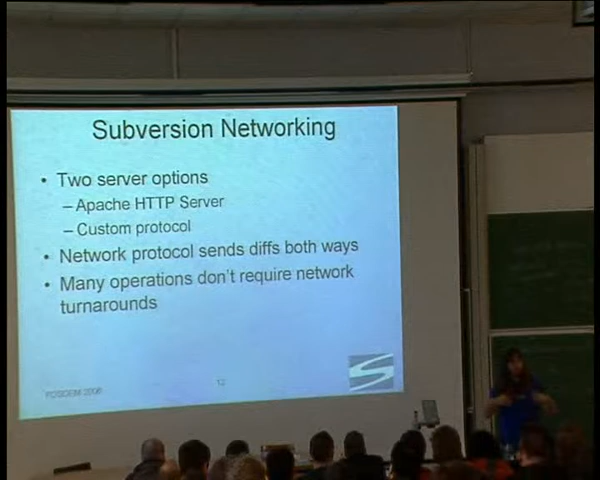 Subversion Networking
• Two server options
– Apache HTTP Server
– Custom protocol
• Network protocol sends diffs both ways
• Many operations don't require network
turnarounds
FOSDEM 2006
12